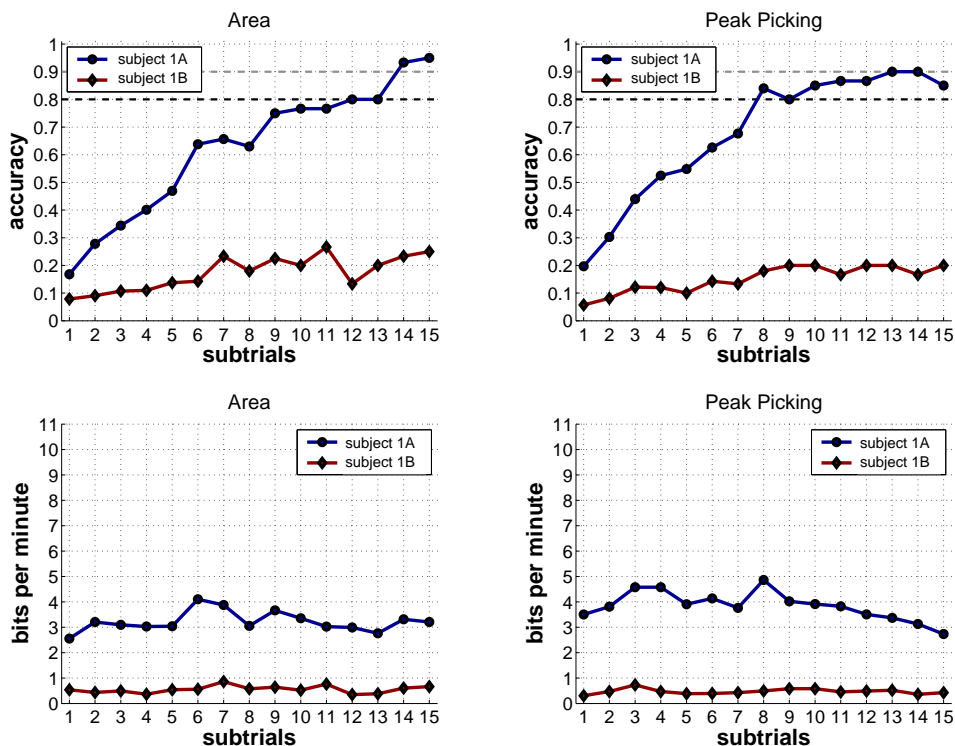 Area
accuracy
1
0.9
0.8
0.7
0.6
0.5
0.4
0.3
0.2
0.1
0
subject 1A
subject 1B
1 2 3 4 5 6 7 8 9 10 11 12 13 14 15
subtrials
Peak Picking
accuracy
1
0.9
0.8
0.7
0.6
0.5
0.4
0.3
0.2
0.1
0
subject 1A
subject 1B
1 2 3 4 5 6 7 8 9 10 11 12 13 14 15
subtrials
Area
bits per minute
11
10
9
8
7
6
5
4
3
2
1
0
subject 1A
subject 1B
1 2 3 4 5 6 7 8 9 10 11 12 13 14 15
subtrials
Peak Picking
bits per minute
11
10
9
8
7
6
5
4
3
2
1
0
subject 1A
subject 1B
1 2 3 4 5 6 7 8 9 10 11 12 13 14 15
subtrials